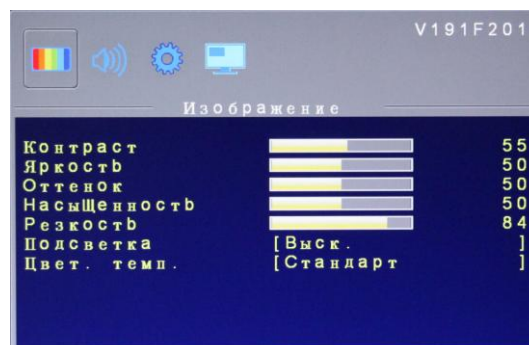 V191F201
Изображение
Контраст 55
Яркость 50
Оттенок 50
Насыщенность 50
Резкость 84
Подсветка [Выск. ]
Цвет. темп. [Стандарт ]